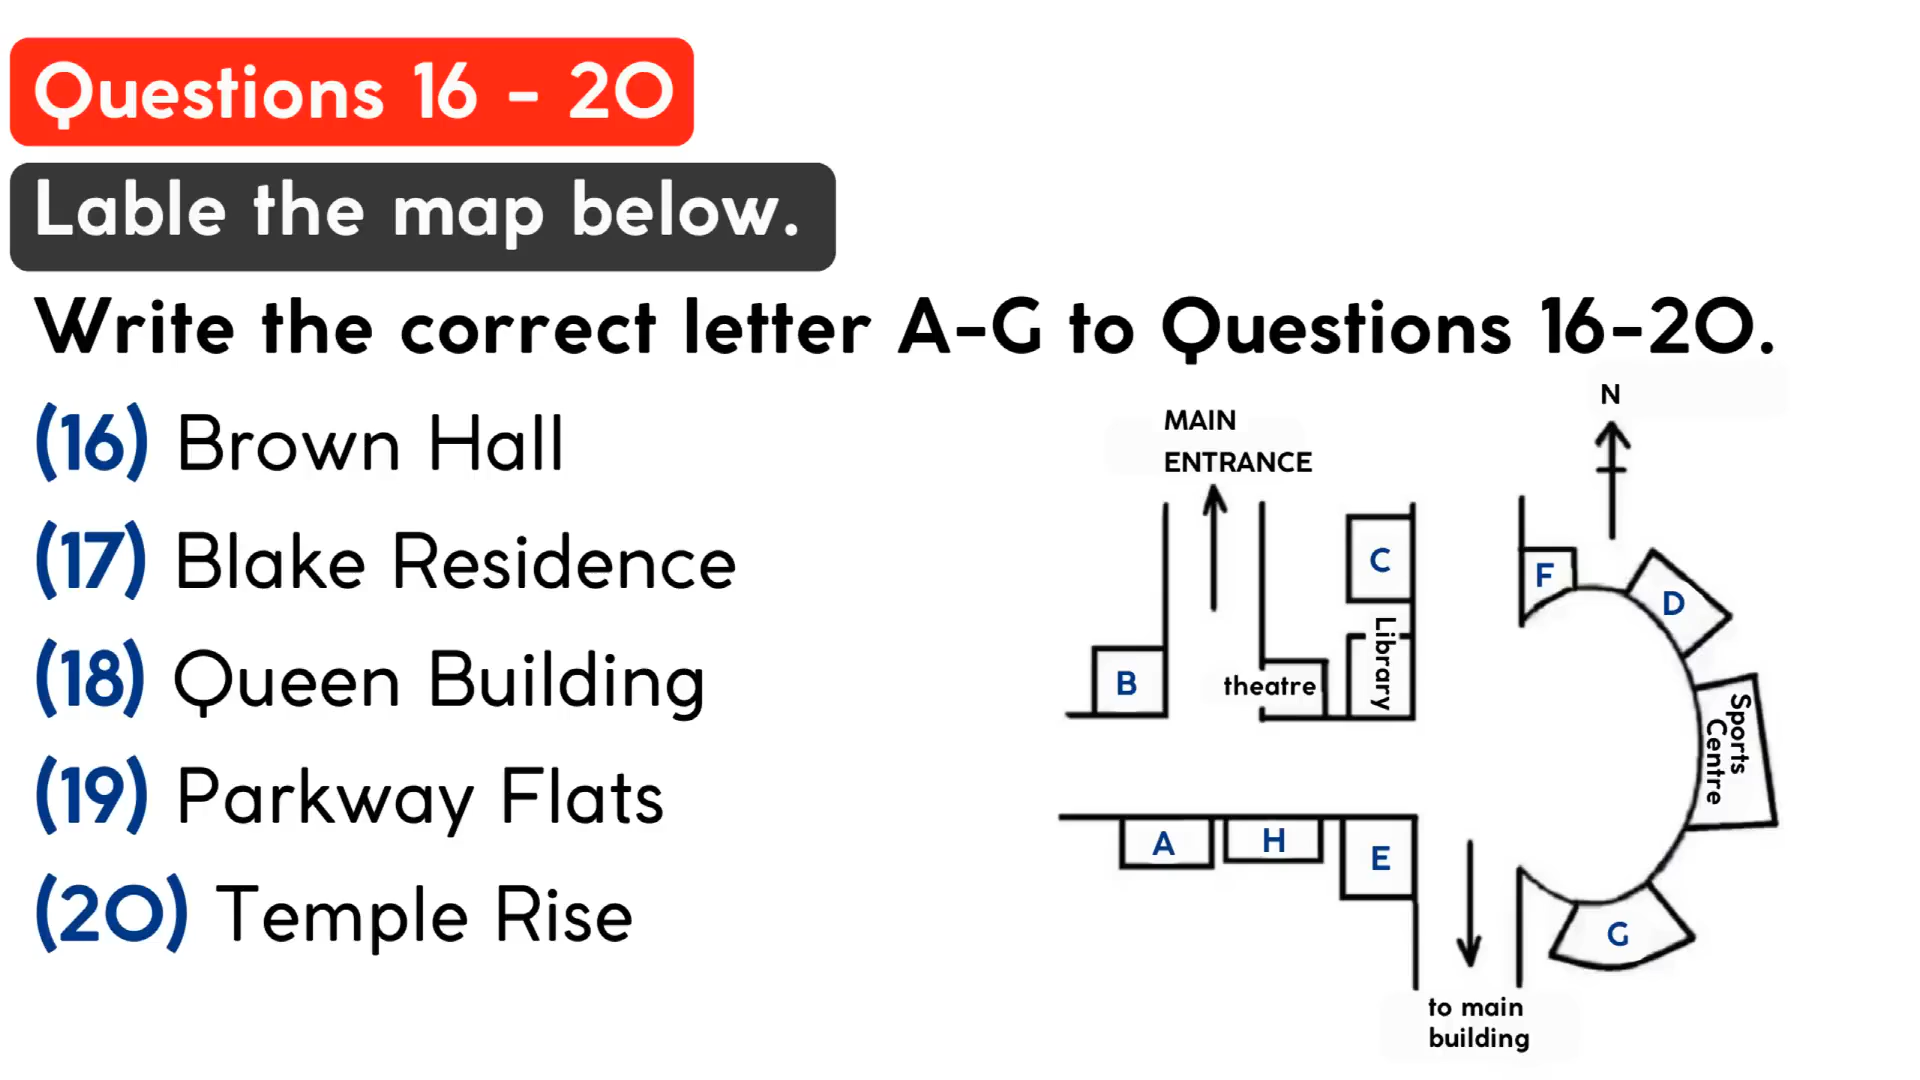 Questions 16 - 20
Lable the map below.
Write the correct letter A-G to Questions 16-20.
(16) Brown Hall
(17) Blake Residence
(18) Queen Building
(19) Parkway Flats
(20) Temple Rise
N
MAIN
ENTRANCE
C
F
D
B
theatre
Library
Sports
Centre
A
H
E
G
to main
building